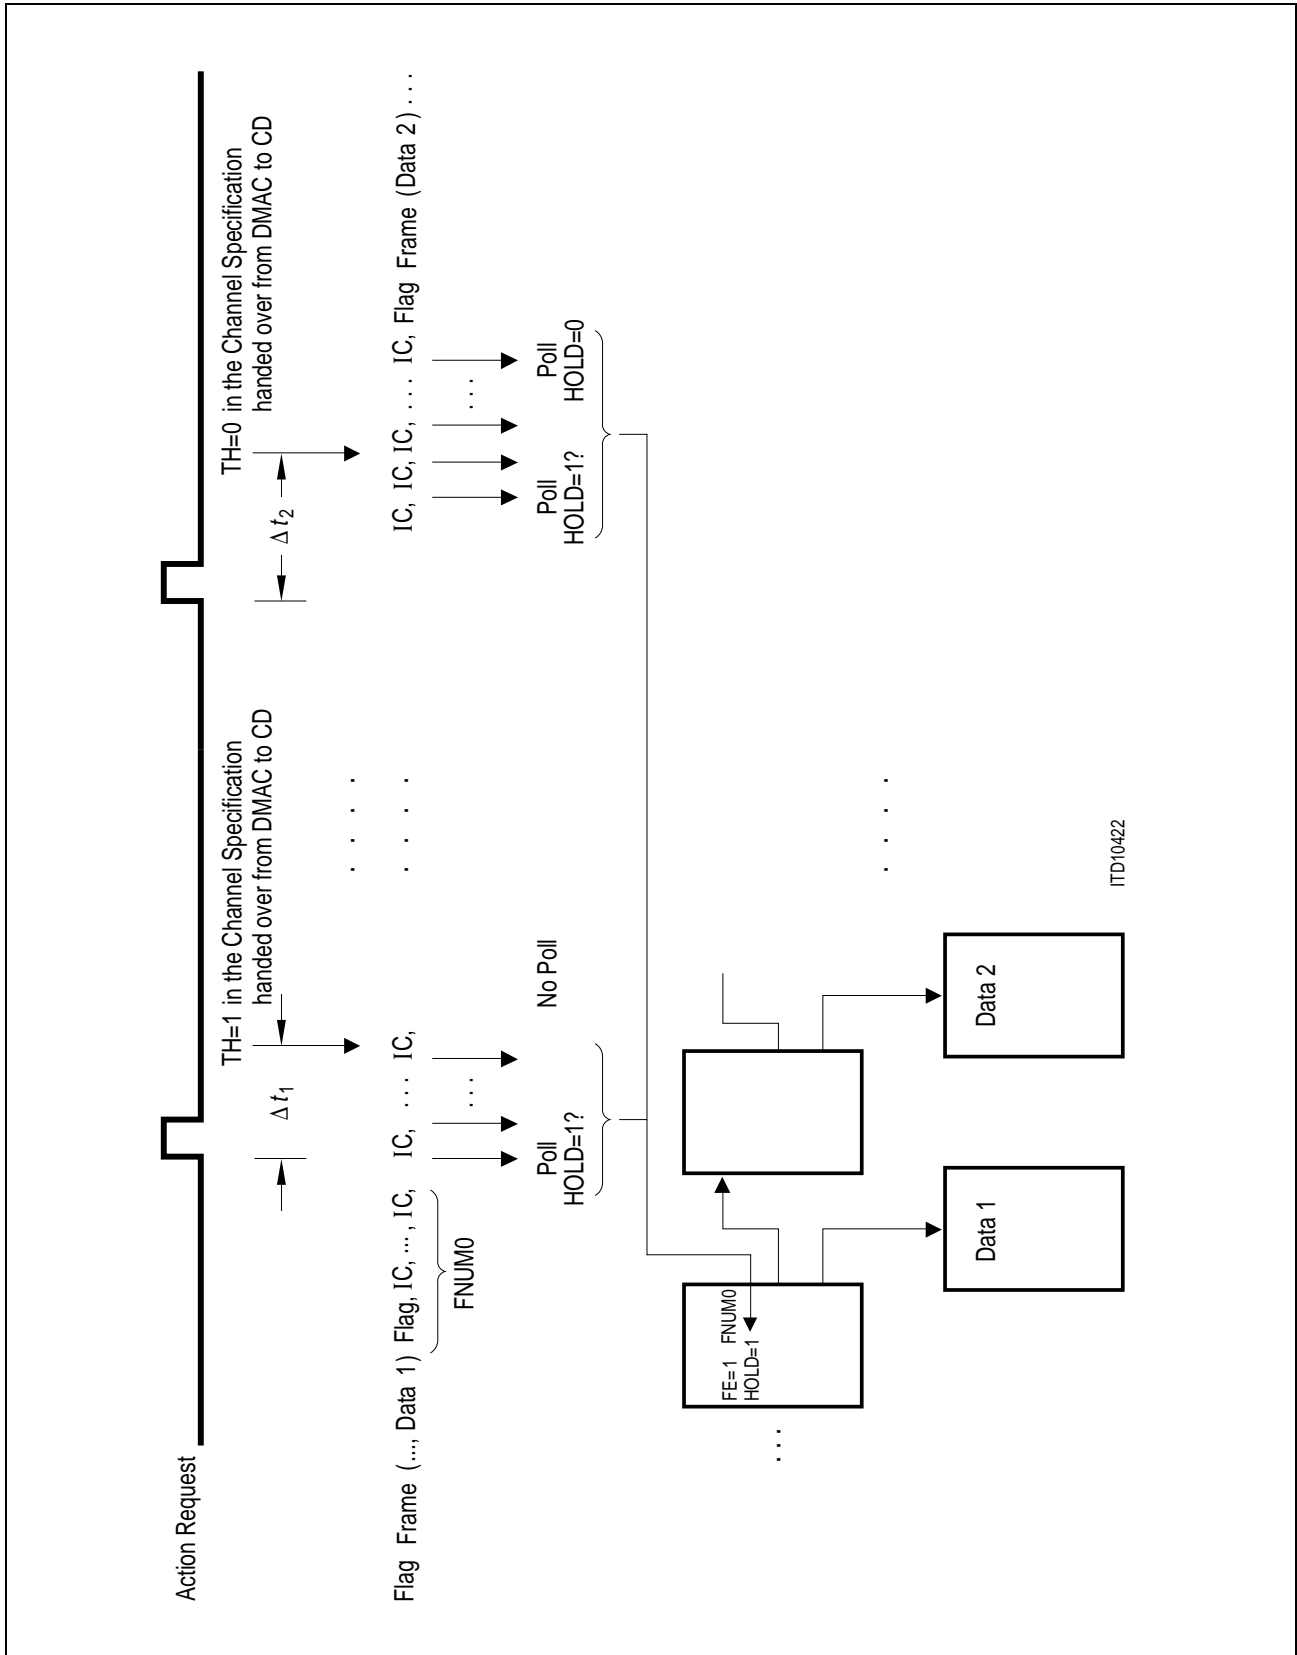 Action Request
TH=1 in the Channel Specification
handed over from DMAC to CD
TH=0 in the Channel Specification
handed over from DMAC to CD
Δ t1
Δ t2
. . . .
Flag Frame (..., Data 1) Flag, IC, ... , IC, IC, . . . IC, . . . . IC, IC, IC, . . . IC, Flag Frame (Data 2) . . .
FNUM0
. . .
. . .
Poll
HOLD=1?
No Poll
Poll
HOLD=1?
Poll
HOLD=0
. . .
FE=1 FNUM0
HOLD=1
. . . .
Data 1
Data 2
ITD10422